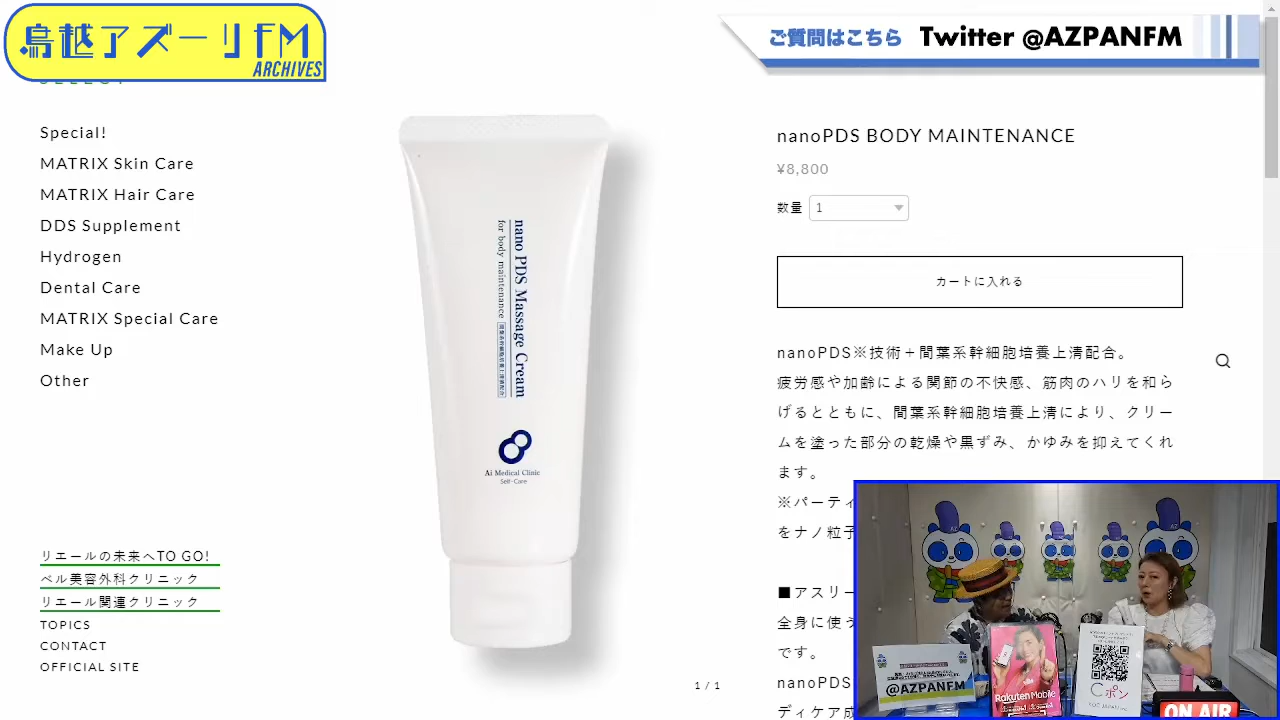 鳥越アズーリFM
ARCHIVES
ご質問はこちら Twitter @AZPANFM
SELECT
Special!
MATRIX Skin Care
MATRIX Hair Care
DDS Supplement
Hydrogen
Dental Care
MATRIX Special Care
Make Up
Other
リエールの未来へTO GO!
ベル美容外科クリニック
リエール関連クリニック
TOPICS
CONTACT
OFFICIAL SITE
nano PDS Massage Cream
for body maintenance
Ai Medical Clinic
Self-Care
1 / 1
nanoPDS BODY MAINTENANCE
¥8,800
数量 1
カートに入れる
nanoPDS※技術＋間葉系幹細胞培養上清配合。
疲労感や加齢による関節の不快感、筋肉のハリを和ら
げるとともに、間葉系幹細胞培養上清により、クリー
ムを塗った部分の乾燥や黒ずみ、かゆみを抑えてくれ
ます。
※パーティ
をナノ粒子
■アスリー
全身に使う
です。
nanoPDS
ディケア成
@AZPANFM
Rakuten Mobile
Cポン
ON AIR